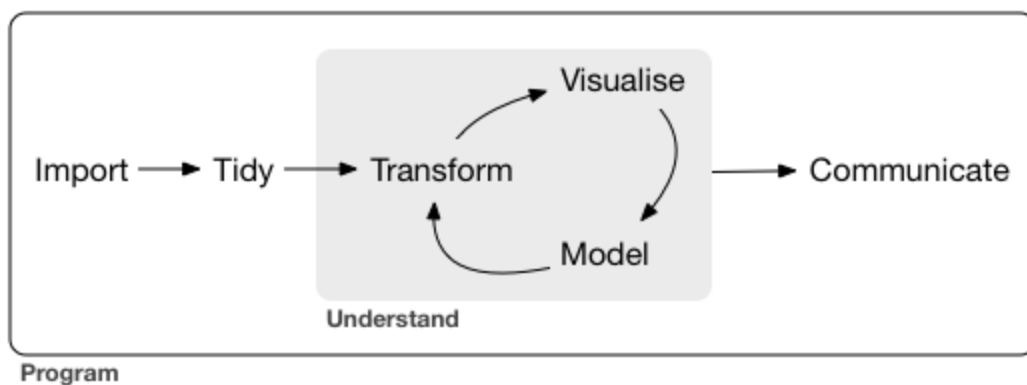 Visualise
Import
Tidy
Transform
Communicate
Model
Understand
Program